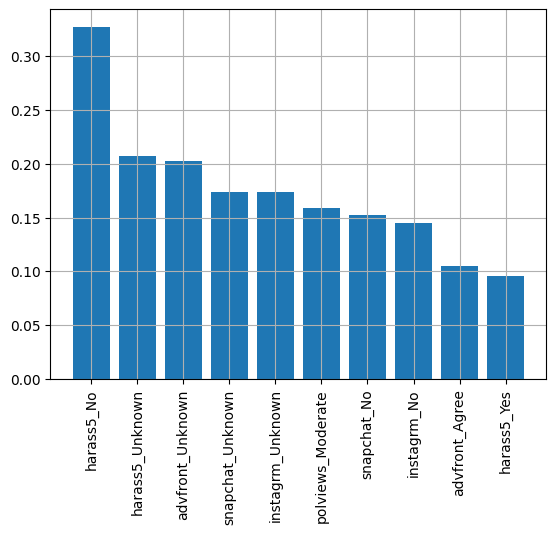 0.30
0.25
0.20
0.15
0.10
0.05
0.00
harass5_No
harass5_Unknown
advfront_Unknown
snapchat_Unknown
instagrm_Unknown
polviews_Moderate
snapchat_No
instagrm_No
advfront_Agree
harass5_Yes